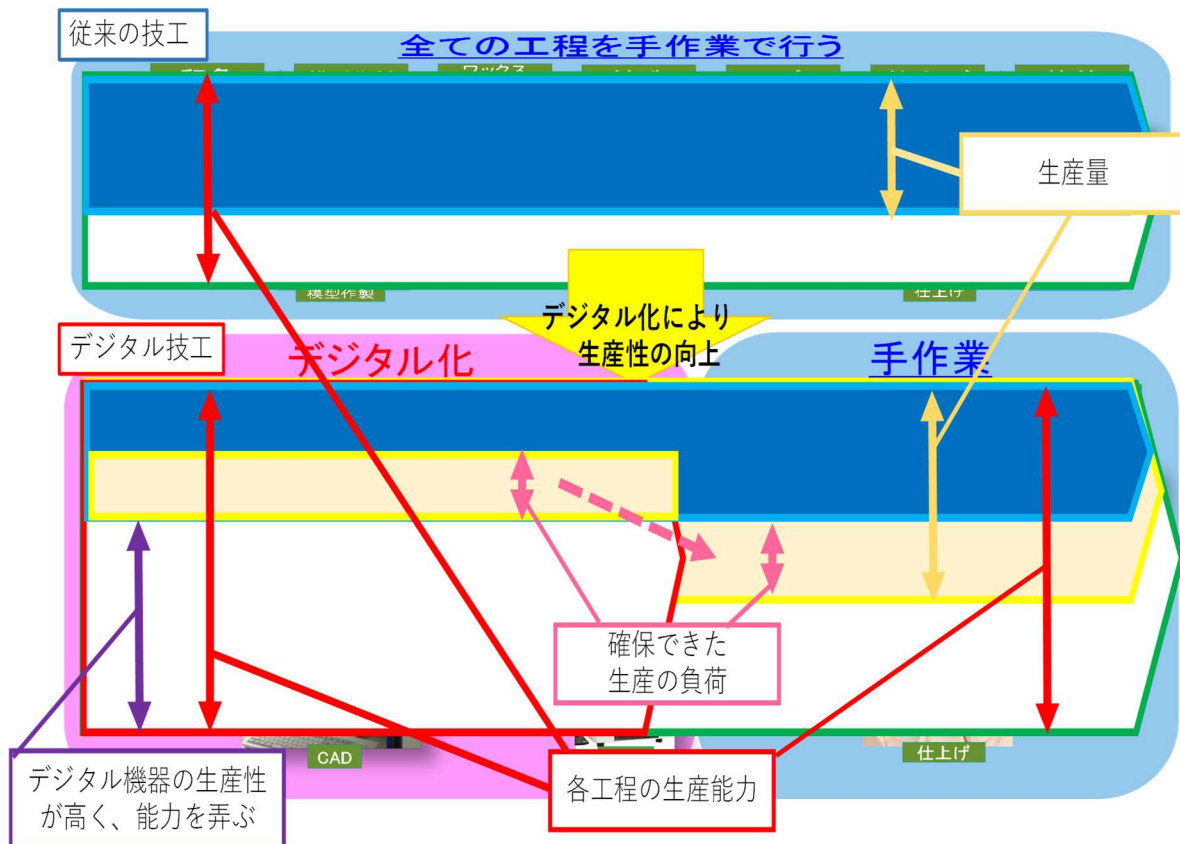 従来の技工
全ての工程を手作業で行う
ワックス
生産量
模型作製
仕上げ
デジタル化により
生産性の向上
デジタル技工
デジタル化
手作業
確保できた
生産の負荷
CAD
仕上げ
デジタル機器の生産性
が高く、能力を弄ぶ
各工程の生産能力